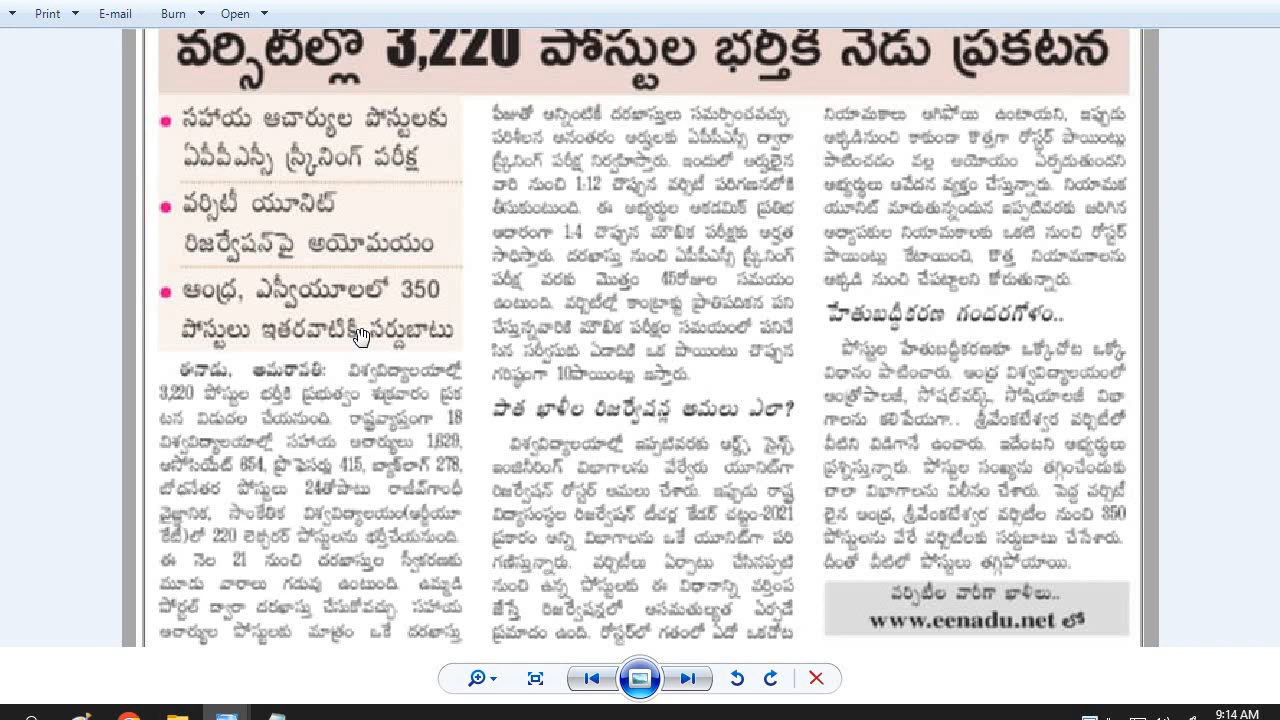 Print
E-mail
Burn
Open
వర్సిటీల్లో 3,220 పోస్టుల భర్తీకి నేడు ప్రకటన
సహాయ ఆచార్యుల పోస్టులకు
ఏపీపీఎస్సీ స్క్రీనింగ్ పరీక్ష
వర్సిటీ యూనిట్
రిజర్వేషన్‌పై అయోమయం
ఆంధ్ర, ఎస్వీయూలలో 350
పోస్టులు ఇతరవాటికి సర్దుబాటు
ఈనాడు, అమరావతి: విశ్వవిద్యాలయాల్లో
3,220 పోస్టుల భర్తీకి ప్రభుత్వం శుక్రవారం ప్రక
టన విడుదల చేయనుంది. రాష్ట్రవ్యాప్తంగా 18
విశ్వవిద్యాలయాల్లో సహాయ ఆచార్యులు 1,629,
అసోసియేట్ 654, ప్రొఫెసర్లు 415, బ్యాక్‌లాగ్ 278,
బోధనేతర పోస్టులు 24తోపాటు రాజీవ్‌గాంధీ
వైజ్ఞానిక, సాంకేతిక విశ్వవిద్యాలయం(ఆర్జీయూ
కేటీ)లో 220 లెక్చరర్ పోస్టులను భర్తీచేయనుంది.
ఈ నెల 21 నుంచి దరఖాస్తుల స్వీకరణకు
మూడు వారాలు గడువు ఉంటుంది. ఉమ్మడి
పోర్టల్ ద్వారా దరఖాస్తు చేసుకోవచ్చు. సహాయ
ఆచార్యుల పోస్టులకు మాత్రం ఒకే దరఖాస్తు
ఫీజుతో అన్నింటికీ దరఖాస్తులు సమర్పించవచ్చు.
పరిశీలన అనంతరం అర్హులకు ఏపీపీఎస్సీ ద్వారా
స్క్రీనింగ్ పరీక్ష నిర్వహిస్తారు. ఇందులో అర్హులైన
వారి నుంచి 1:12 చొప్పున వర్సిటీ పరిగణనలోకి
తీసుకుంటుంది. ఈ అభ్యర్థుల అకడమిక్ ప్రతిభ
ఆధారంగా 1:4 చొప్పున మౌఖిక పరీక్షకు అర్హత
సాధిస్తారు. దరఖాస్తు నుంచి ఏపీపీఎస్సీ స్క్రీనింగ్
పరీక్ష వరకు మొత్తం 65రోజుల సమయం
ఉంటుంది. వర్సిటీల్లో కాంట్రాక్టు ప్రాతిపదికన పని
చేస్తున్నవారికి మౌఖిక పరీక్షల సమయంలో పనిచే
సిన సర్వీసుకు ఏడాదికి ఒక పాయింటు చొప్పున
గరిష్ఠంగా 10పాయింట్లు ఇస్తారు.
పాత ఖాళీల రిజర్వేషన్ల అమలు ఎలా?
విశ్వవిద్యాలయాల్లో ఇప్పటివరకు ఆర్ట్స్, సైన్స్,
ఇంజినీరింగ్ విభాగాలను వేర్వేరు యూనిట్‌గా
రిజర్వేషన్ రోస్టర్ అమలు చేశారు. ఇప్పుడు రాష్ట్ర
విద్యాసంస్థల రిజర్వేషన్ టీచర్ల కేడర్ చట్టం-2021
ప్రకారం అన్ని విభాగాలను ఒకే యూనిట్‌గా పరి
గణిస్తున్నారు. వర్సిటీలు ఏర్పాటు చేసినప్పటి
నుంచి ఉన్న పోస్టులకు ఈ విధానాన్ని వర్తింప
జేస్తే రిజర్వేషన్లలో అసమతుల్యత ఏర్పడే
ప్రమాదం ఉంది. రోస్టర్‌లో గతంలో ఏదో ఒకచోట
నియామకాలు ఆగిపోయి ఉంటాయని, ఇప్పుడు
అక్కడినుంచి కాకుండా కొత్తగా రోస్టర్ పాయింట్లు
పాటించడం వల్ల అయోయం ఏర్పడుతుందని
అభ్యర్థులు ఆవేదన వ్యక్తం చేస్తున్నారు. నియామక
యూనిట్ మారుతున్నందున ఇప్పటివరకు జరిగిన
అధ్యాపకుల నియామకాలకు ఒకటి నుంచి రోస్టర్
పాయింట్లు కేటాయించి, కొత్త నియామకాలను
అక్కడి నుంచి చేపట్టాలని కోరుతున్నారు.
హేతుబద్ధీకరణ గందరగోళం..
పోస్టుల హేతుబద్ధీకరణకూ ఒక్కోచోట ఒక్కో
విధానం పాటించారు. ఆంధ్ర విశ్వవిద్యాలయంలో
ఆంత్రోపాలజీ, సోషల్‌వర్క్, సోషియాలజీ విభా
గాలను కలిపేయగా.. శ్రీవేంకటేశ్వర వర్సిటీలో
వీటిని విడిగానే ఉంచారు. ఇదేంటని అభ్యర్థులు
ప్రశ్నిస్తున్నారు. పోస్టుల సంఖ్యను తగ్గించేందుకు
చాలా విభాగాలను విలీనం చేశారు. పెద్ద వర్సిటీ
లైన ఆంధ్ర, శ్రీవేంకటేశ్వర వర్సిటీల నుంచి 350
పోస్టులను వేరే వర్సిటీలకు సర్దుబాటు చేసేశారు.
దీంతో వీటిలో పోస్టులు తగ్గిపోయాయి.
వర్సిటీల వారీగా ఖాళీలు..
www.eenadu.net లో
9:14 AM